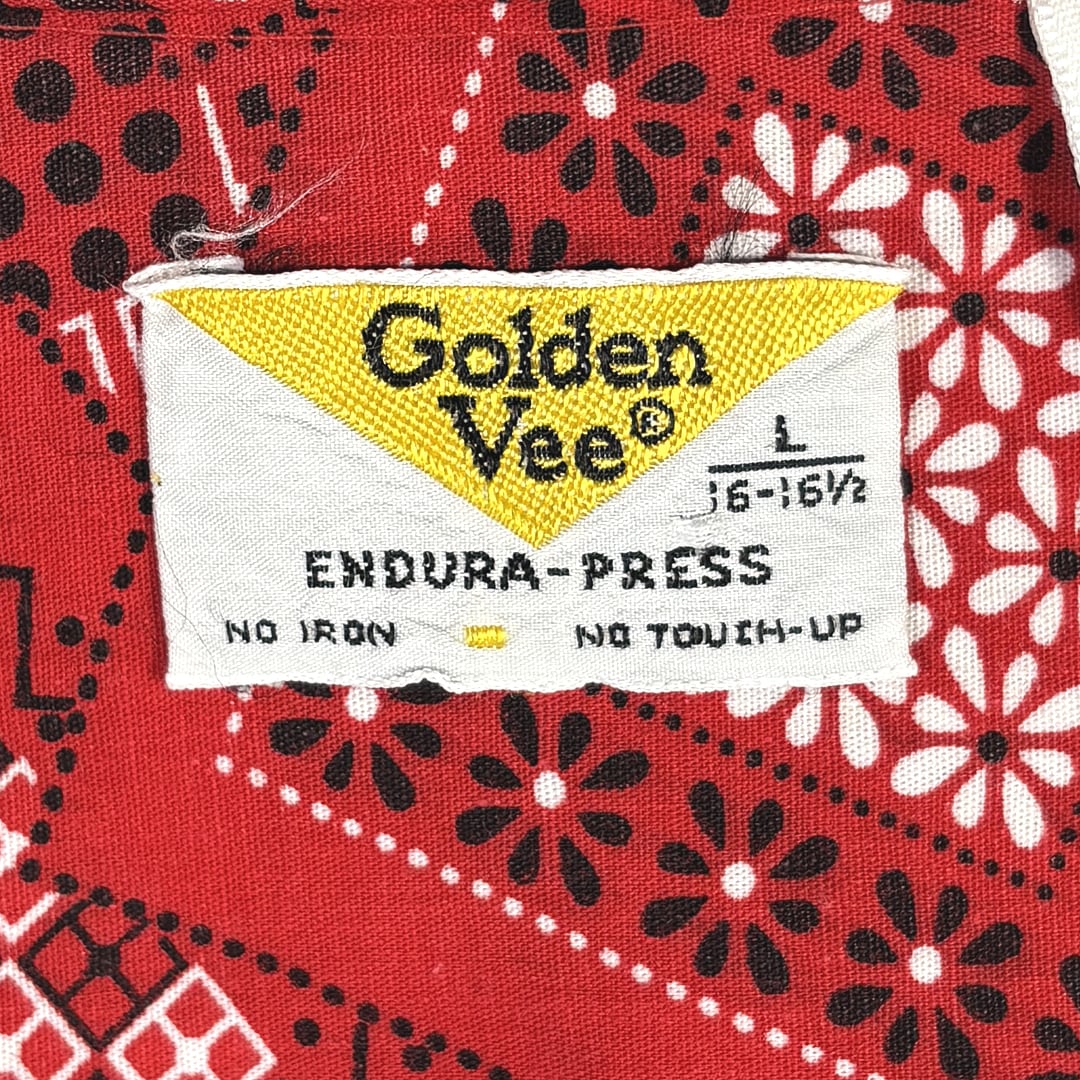 Golden
Vee®
L
16-16½
ENDURA-PRESS
NO IRON - NO TOUCH-UP